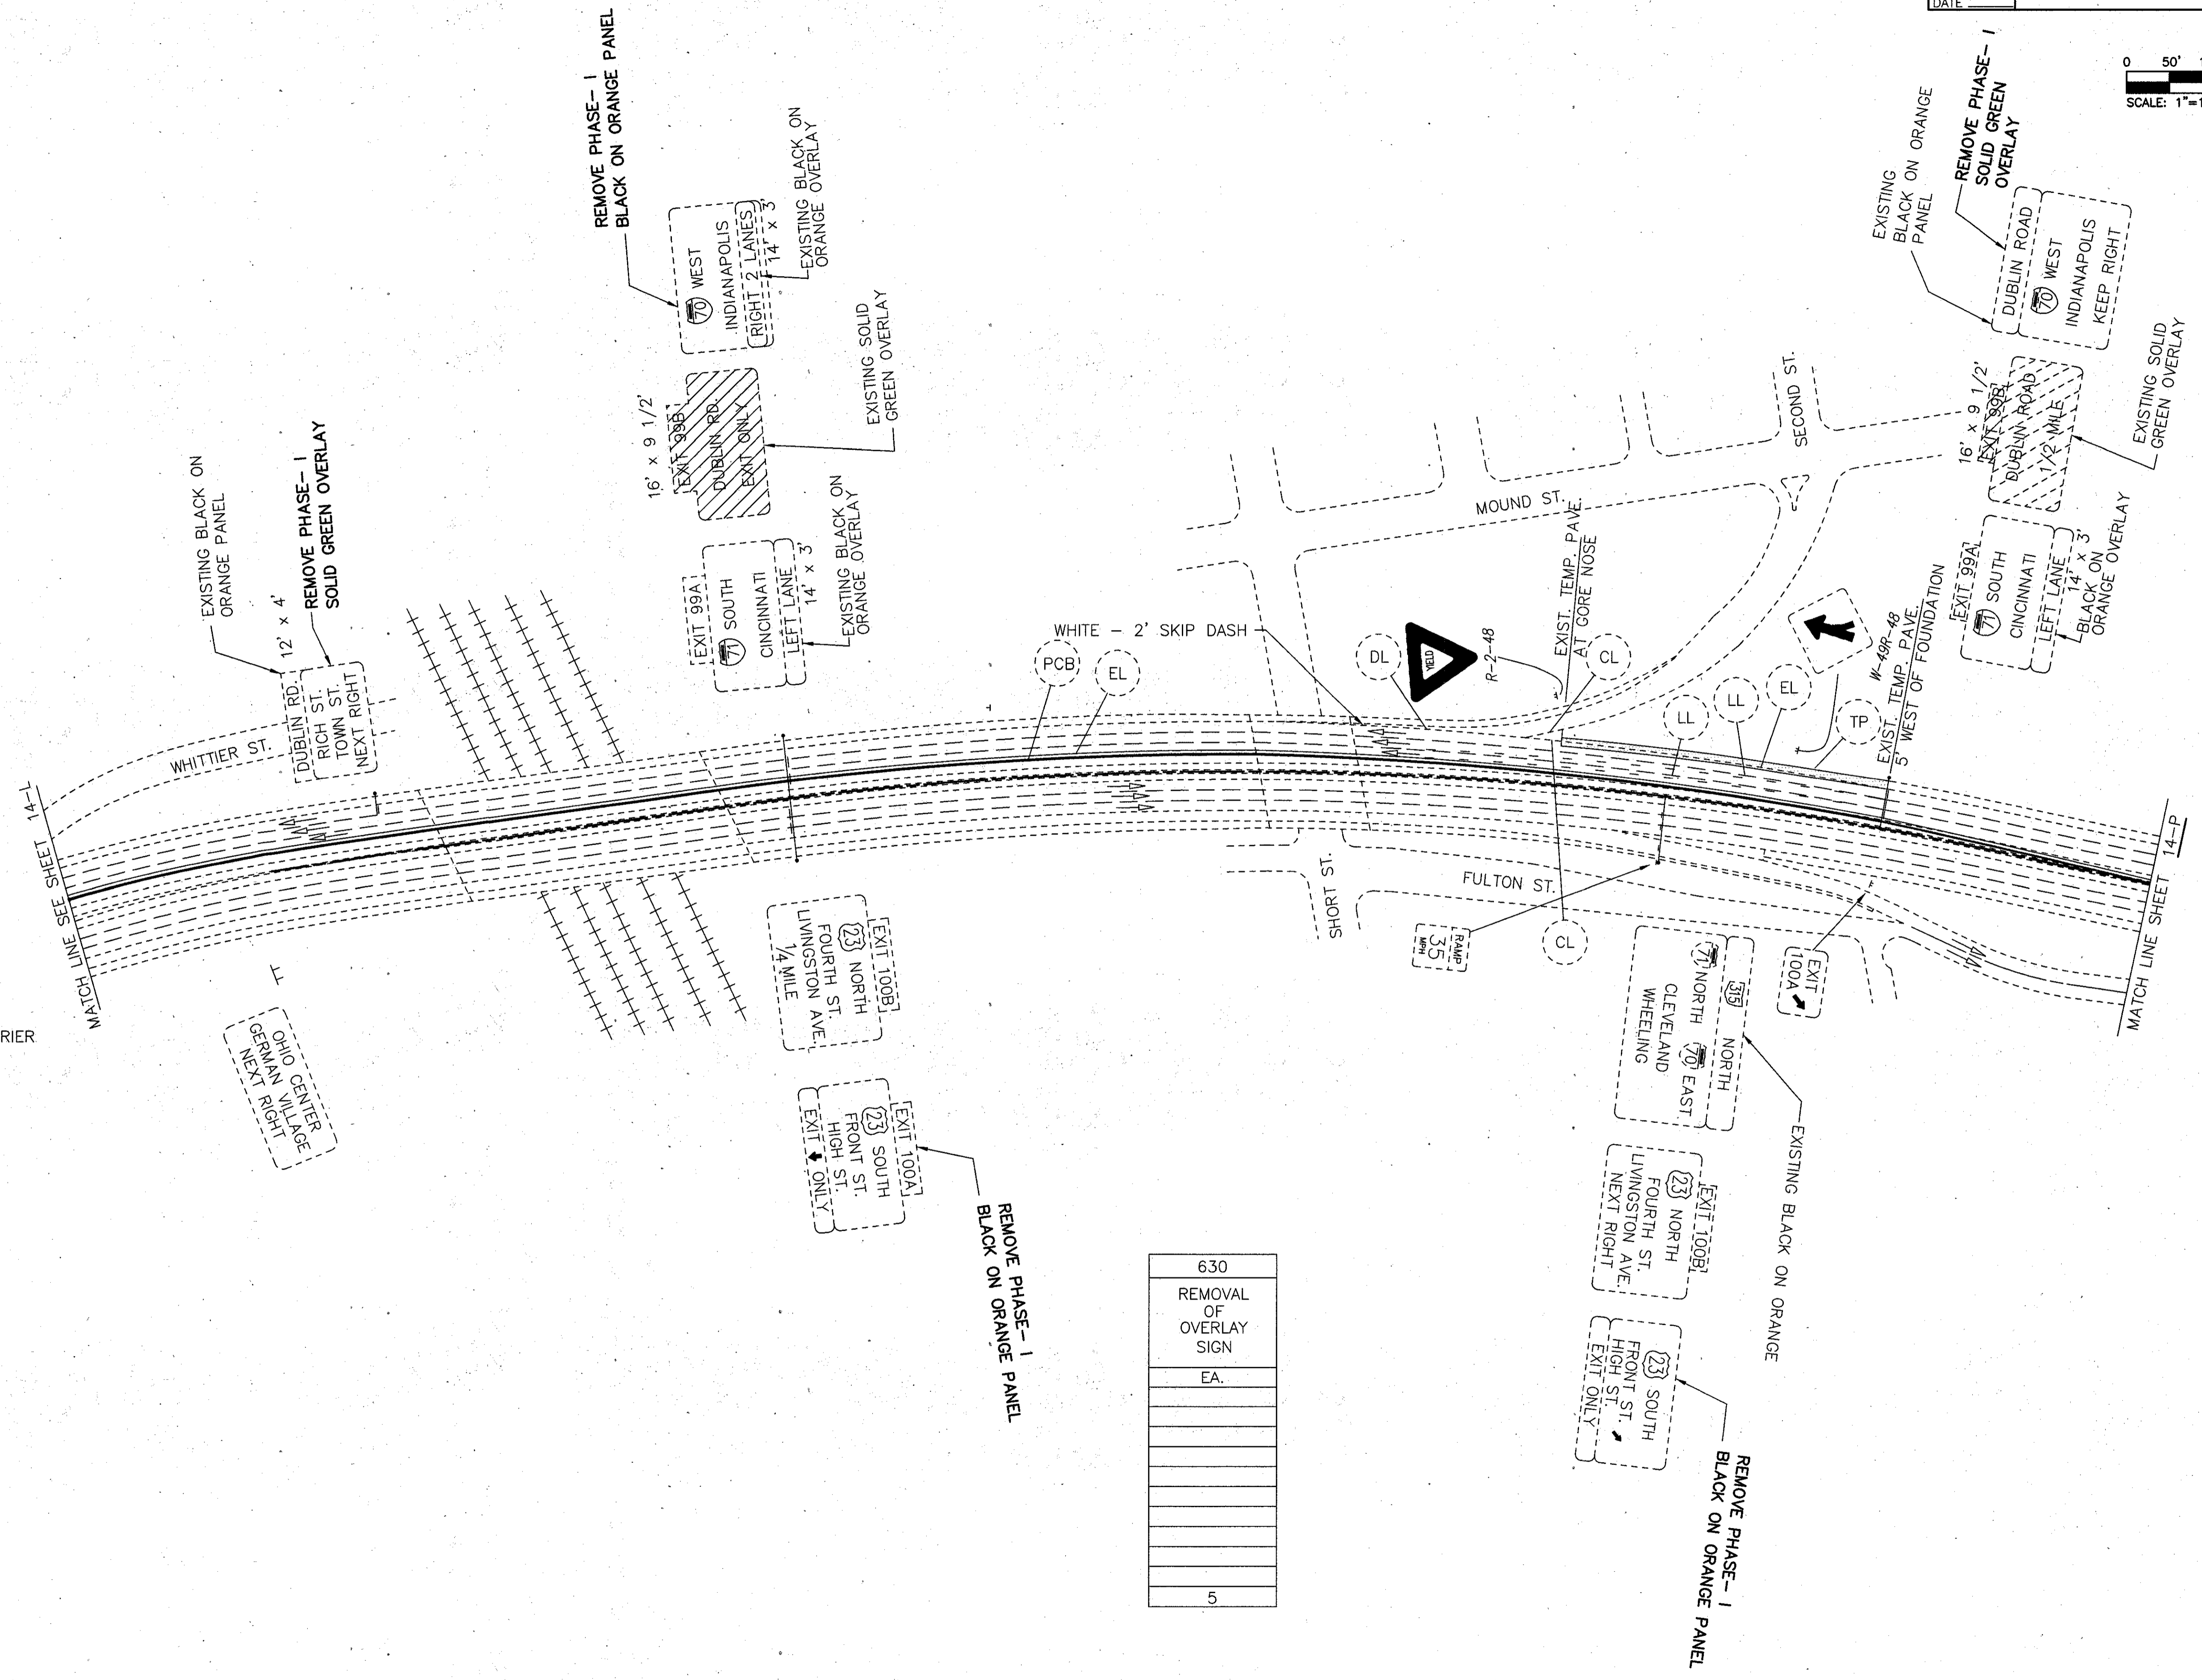 DATE
0 50'
SCALE: 1"=1
REMOVE PHASE- I
BLACK ON ORANGE PANEL
70 WEST
INDIANAPOLIS
RIGHT 2 LANES
14' x 3'
EXISTING BLACK ON
ORANGE OVERLAY
16' x 9 1/2'
EXIT 99B
DUBLIN RD.
EXIT ONLY
EXISTING SOLID
GREEN OVERLAY
EXIT 99A
71 SOUTH
CINCINNATI
LEFT LANE
14' x 3'
EXISTING BLACK ON
ORANGE OVERLAY
EXISTING BLACK ON
ORANGE PANEL
12' x 4'
REMOVE PHASE- I
SOLID GREEN OVERLAY
DUBLIN RD.
RICH ST.
TOWN ST.
NEXT RIGHT
WHITTIER ST.
MATCH LINE SEE SHEET 14-L
RIER
EXISTING
BLACK ON ORANGE
PANEL
REMOVE PHASE- I
SOLID GREEN
OVERLAY
DUBLIN ROAD
70 WEST
INDIANAPOLIS
KEEP RIGHT
16' x 9 1/2'
EXIT 99B
DUBLIN ROAD
1/2 MILE
EXISTING SOLID
GREEN OVERLAY
EXIT 99A
71 SOUTH
CINCINNATI
LEFT LANE
14' x 3'
BLACK ON
ORANGE OVERLAY
SECOND ST.
MOUND ST.
WHITE - 2' SKIP DASH
PCB
EL
DL
YIELD
R-2-48
EXIST. TEMP. PAVE.
AT GORE NOSE
CL
LL
LL
EL
TP
W-49R-48
EXIST. TEMP. PAVE.
5' WEST OF FOUNDATION
MATCH LINE SHEET 14-P
SHORT ST.
FULTON ST.
RAMP
35
MPH
CL
EXIT
100A
OHIO CENTER
GERMAN VILLAGE
NEXT RIGHT
EXIT 100B
23 NORTH
FOURTH ST.
LIVINGSTON AVE.
1/4 MILE
EXIT 100A
23 SOUTH
FRONT ST.
HIGH ST.
EXIT ONLY
REMOVE PHASE- I
BLACK ON ORANGE PANEL
315 NORTH
71 NORTH 70 EAST
CLEVELAND
WHEELING
EXISTING BLACK ON ORANGE
EXIT 100B
23 NORTH
FOURTH ST.
LIVINGSTON AVE.
NEXT RIGHT
23 SOUTH
FRONT ST.
HIGH ST.
EXIT ONLY
REMOVE PHASE- I
BLACK ON ORANGE PANEL
630
REMOVAL
OF
OVERLAY
SIGN
EA.
5